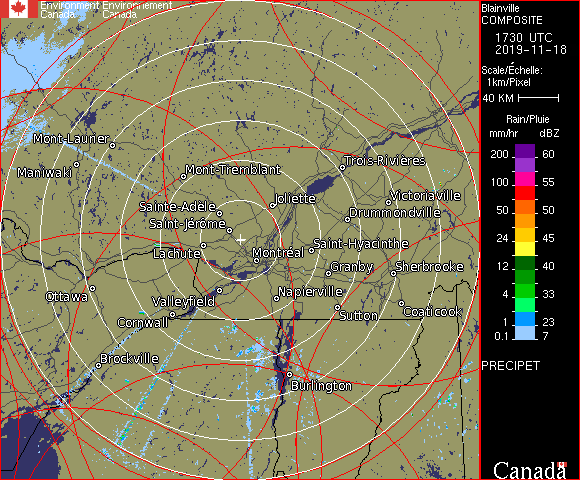 Environment Environnement
Canada Canada
Blainville
COMPOSITE
1730 UTC
2019-11-18
Scale/Échelle:
1km/Pixel
40 KM
Rain/Pluie
mm/hr dBZ
200 60
100 55
50 50
24 45
12 40
4 33
1 23
0.1 7
PRECIPET
Canada
Mont-Laurier
Maniwaki
Mont-Tremblant
Trois-Rivières
Joliette
Victoriaville
Sainte-Adèle
Drummondville
Saint-Jérôme
Lachute
Montréal
Saint-Hyacinthe
Granby
Sherbrooke
Ottawa
Valleyfield
Napierville
Cornwall
Sutton
Coaticook
Brockville
Burlington